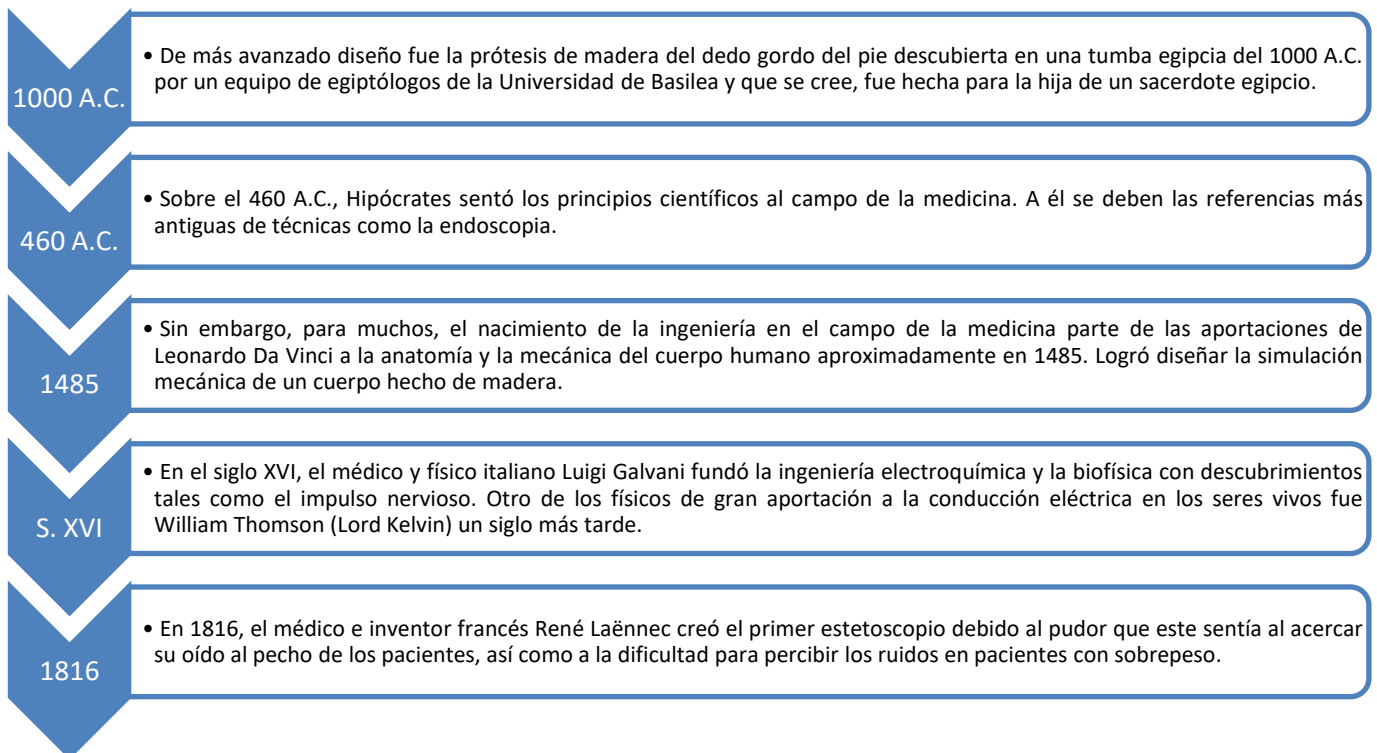 1000 A.C.
• De más avanzado diseño fue la prótesis de madera del dedo gordo del pie descubierta en una tumba egipcia del 1000 A.C.
por un equipo de egiptólogos de la Universidad de Basilea y que se cree, fue hecha para la hija de un sacerdote egipcio.
460 A.C.
• Sobre el 460 A.C., Hipócrates sentó los principios científicos al campo de la medicina. A él se deben las referencias más
antiguas de técnicas como la endoscopia.
1485
• Sin embargo, para muchos, el nacimiento de la ingeniería en el campo de la medicina parte de las aportaciones de
Leonardo Da Vinci a la anatomía y la mecánica del cuerpo humano aproximadamente en 1485. Logró diseñar la simulación
mecánica de un cuerpo hecho de madera.
S. XVI
• En el siglo XVI, el médico y físico italiano Luigi Galvani fundó la ingeniería electroquímica y la biofísica con descubrimientos
tales como el impulso nervioso. Otro de los físicos de gran aportación a la conducción eléctrica en los seres vivos fue
William Thomson (Lord Kelvin) un siglo más tarde.
1816
• En 1816, el médico e inventor francés René Laënnec creó el primer estetoscopio debido al pudor que este sentía al acercar
su oído al pecho de los pacientes, así como a la dificultad para percibir los ruidos en pacientes con sobrepeso.